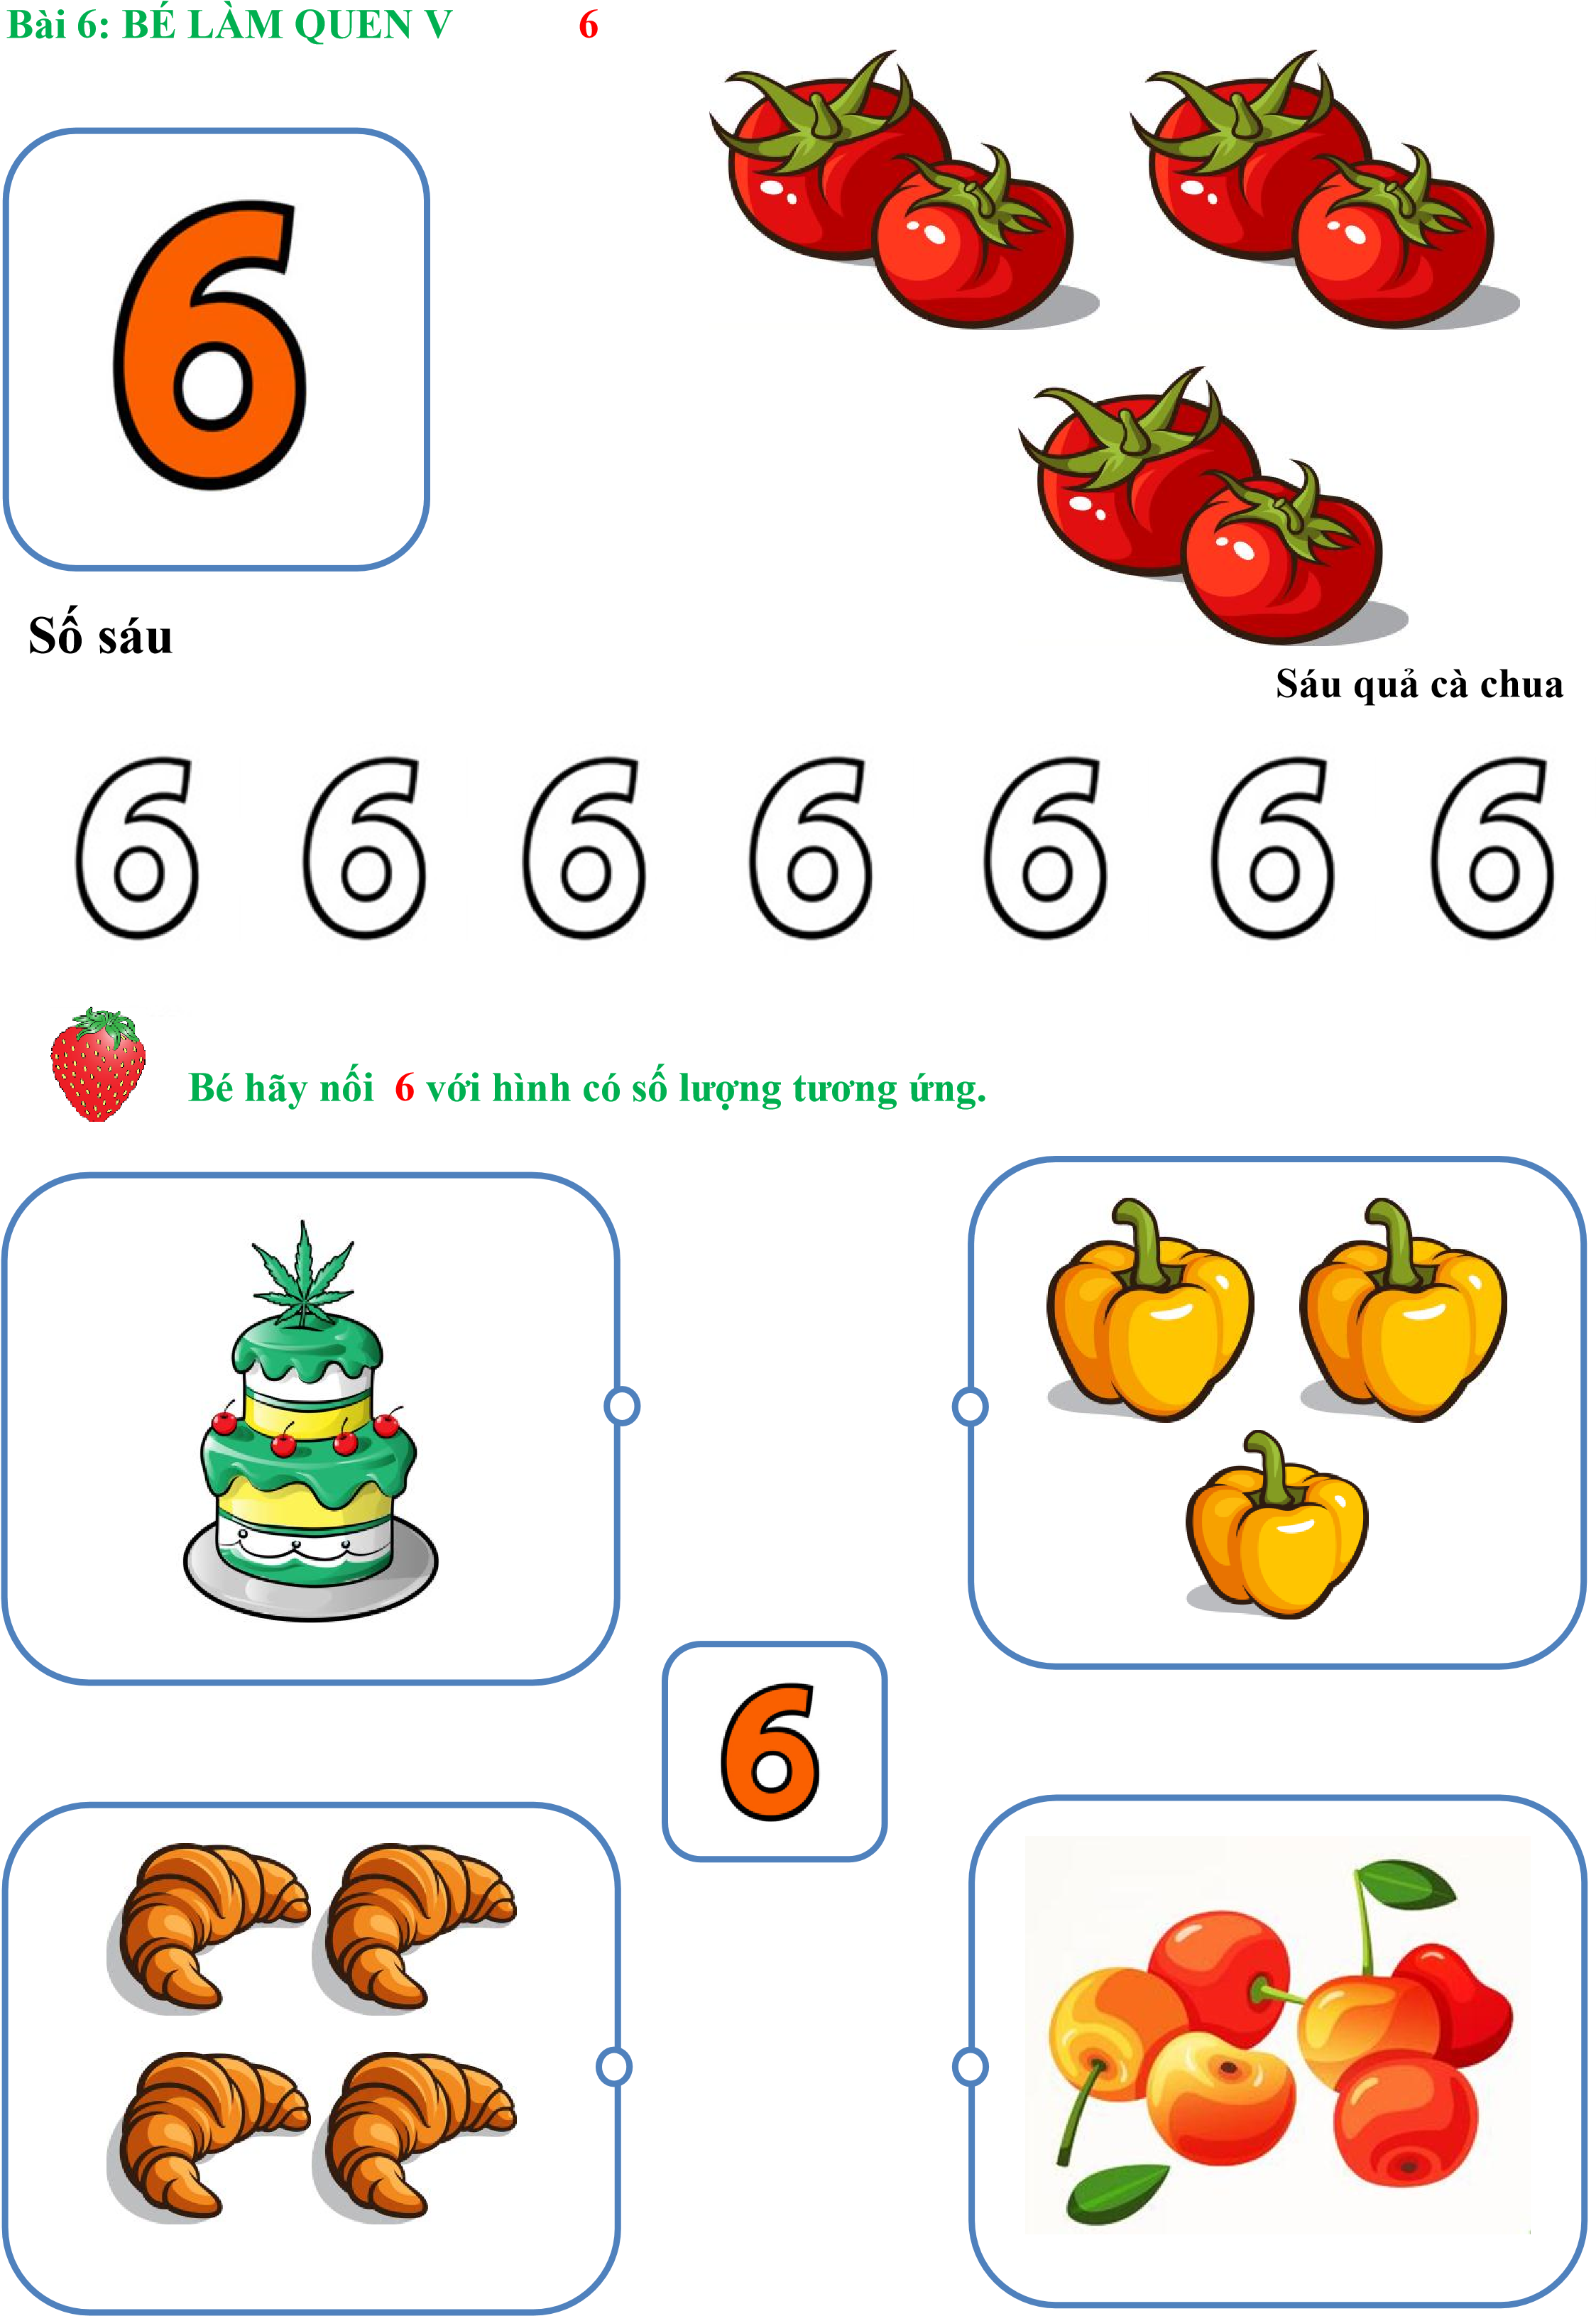 Bài 6: BÉ LÀM QUEN V 6
6
Số sáu
Sáu quả cà chua
6 6 6 6 6 6 6
Bé hãy nối 6 với hình có số lượng tương ứng.
6